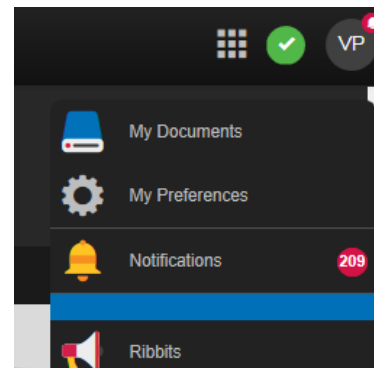 VP
My Documents
My Preferences
Notifications 209
Ribbits